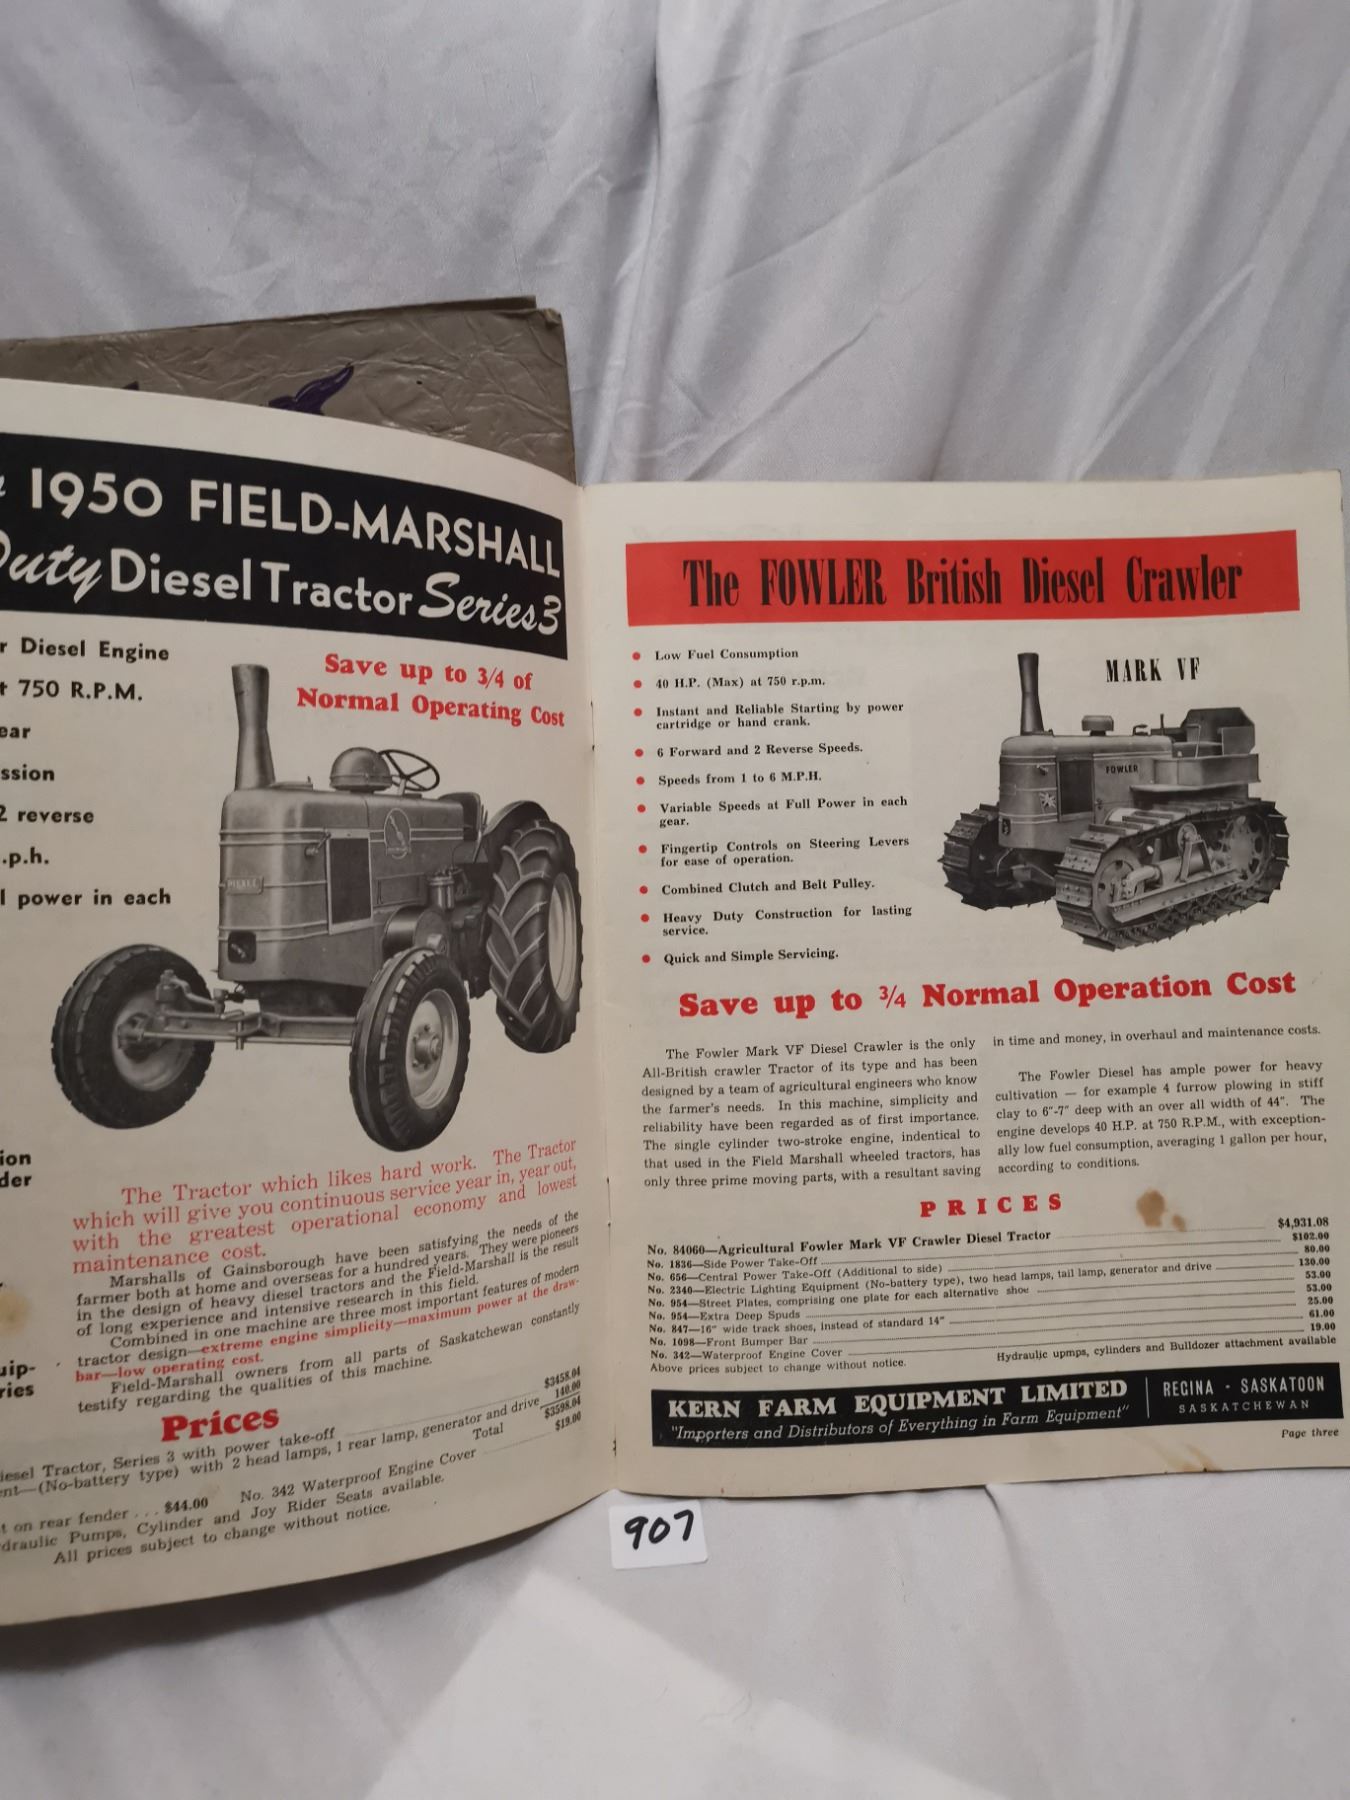 1950 FIELD-MARSHALL
Duty Diesel Tractor Series 3
r Diesel Engine
t 750 R.P.M.
ear
ssion
2 reverse
.p.h.
l power in each
Save up to 3/4 of
Normal Operating Cost
ion
der
The Tractor which likes hard work. The Tractor
which will give you continuous service year in, year out,
with the greatest operational economy and lowest
maintenance cost.
Marshalls of Gainsborough have been satisfying the needs of the
farmer both at home and overseas for a hundred years. They were pioneers
in the design of heavy diesel tractors and the Field-Marshall is the result
of long experience and intensive research in this field.
Combined in one machine are three most important features of modern
tractor design—extreme engine simplicity—maximum power at the draw-
bar—low operating cost.
Field-Marshall owners from all parts of Saskatchewan constantly
testify regarding the qualities of this machine.
uip-
ries
Prices
iesel Tractor, Series 3 with power take-off $3458.04
ent—(No-battery type) with 2 head lamps, 1 rear lamp, generator and drive 140.00
Total $3598.04
t on rear fender . . . $44.00 No. 342 Waterproof Engine Cover $19.00
draulic Pumps, Cylinder and Joy Rider Seats available.
All prices subject to change without notice.
The FOWLER British Diesel Crawler
MARK VF
• Low Fuel Consumption
• 40 H.P. (Max) at 750 r.p.m.
• Instant and Reliable Starting by power
cartridge or hand crank.
• 6 Forward and 2 Reverse Speeds.
• Speeds from 1 to 6 M.P.H.
• Variable Speeds at Full Power in each
gear.
• Fingertip Controls on Steering Levers
for ease of operation.
• Combined Clutch and Belt Pulley.
• Heavy Duty Construction for lasting
service.
• Quick and Simple Servicing.
FOWLER
Save up to 3/4 Normal Operation Cost
The Fowler Mark VF Diesel Crawler is the only
All-British crawler Tractor of its type and has been
designed by a team of agricultural engineers who know
the farmer's needs. In this machine, simplicity and
reliability have been regarded as of first importance.
The single cylinder two-stroke engine, indentical to
that used in the Field Marshall wheeled tractors, has
only three prime moving parts, with a resultant saving
in time and money, in overhaul and maintenance costs.
The Fowler Diesel has ample power for heavy
cultivation — for example 4 furrow plowing in stiff
clay to 6"-7" deep with an over all width of 44". The
engine develops 40 H.P. at 750 R.P.M., with exception-
ally low fuel consumption, averaging 1 gallon per hour,
according to conditions.
PRICES
No. 84060—Agricultural Fowler Mark VF Crawler Diesel Tractor $4,931.08
No. 1836—Side Power Take-Off $102.00
No. 656—Central Power Take-Off (Additional to side) 80.00
No. 2340—Electric Lighting Equipment (No-battery type), two head lamps, tail lamp, generator and drive 130.00
No. 954—Street Plates, comprising one plate for each alternative shoe 53.00
No. 954—Extra Deep Spuds 53.00
No. 847—16" wide track shoes, instead of standard 14" 25.00
No. 1098—Front Bumper Bar 61.00
No. 342—Waterproof Engine Cover 19.00
Above prices subject to change without notice. Hydraulic upmps, cylinders and Bulldozer attachment available
KERN FARM EQUIPMENT LIMITED
"Importers and Distributors of Everything in Farm Equipment"
REGINA - SASKATOON
SASKATCHEWAN
Page three
907